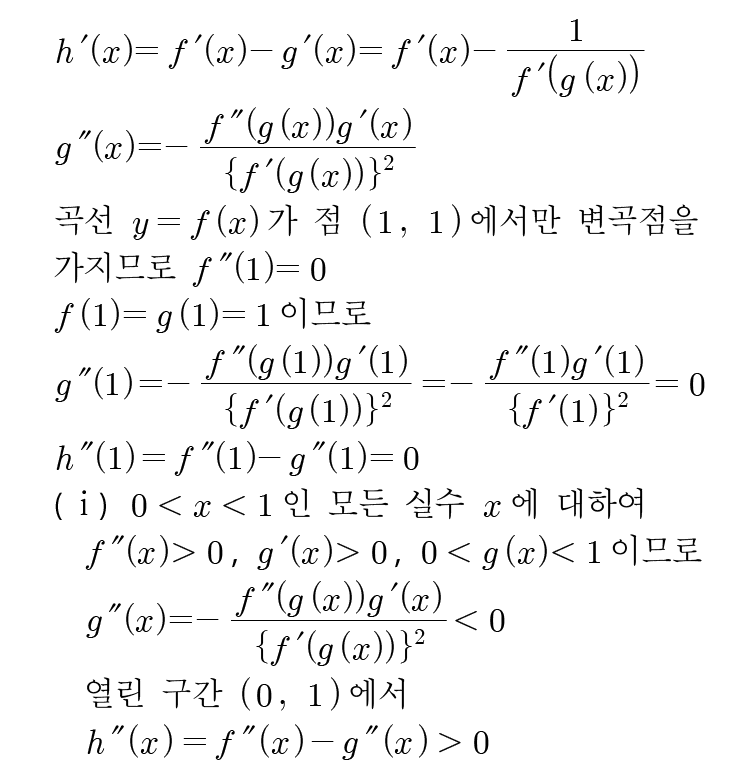 h′(x)= f′(x)− g′(x)= f′(x)− 1/f′(g(x))
g″(x)=− f″(g(x))g′(x)/{f′(g(x))}²
곡선 y=f(x)가 점 (1, 1)에서만 변곡점을
가지므로 f″(1)= 0
f(1)= g(1)= 1이므로
g″(1)=− f″(g(1))g′(1)/{f′(g(1))}² =− f″(1)g′(1)/{f′(1)}² = 0
h″(1)= f″(1)− g″(1)= 0
(ⅰ) 0<x<1인 모든 실수 x에 대하여
f″(x)> 0, g′(x)> 0, 0<g(x)< 1이므로
g″(x)=− f″(g(x))g′(x)/{f′(g(x))}² < 0
열린 구간 (0, 1)에서
h″(x)=f″(x)−g″(x)>0